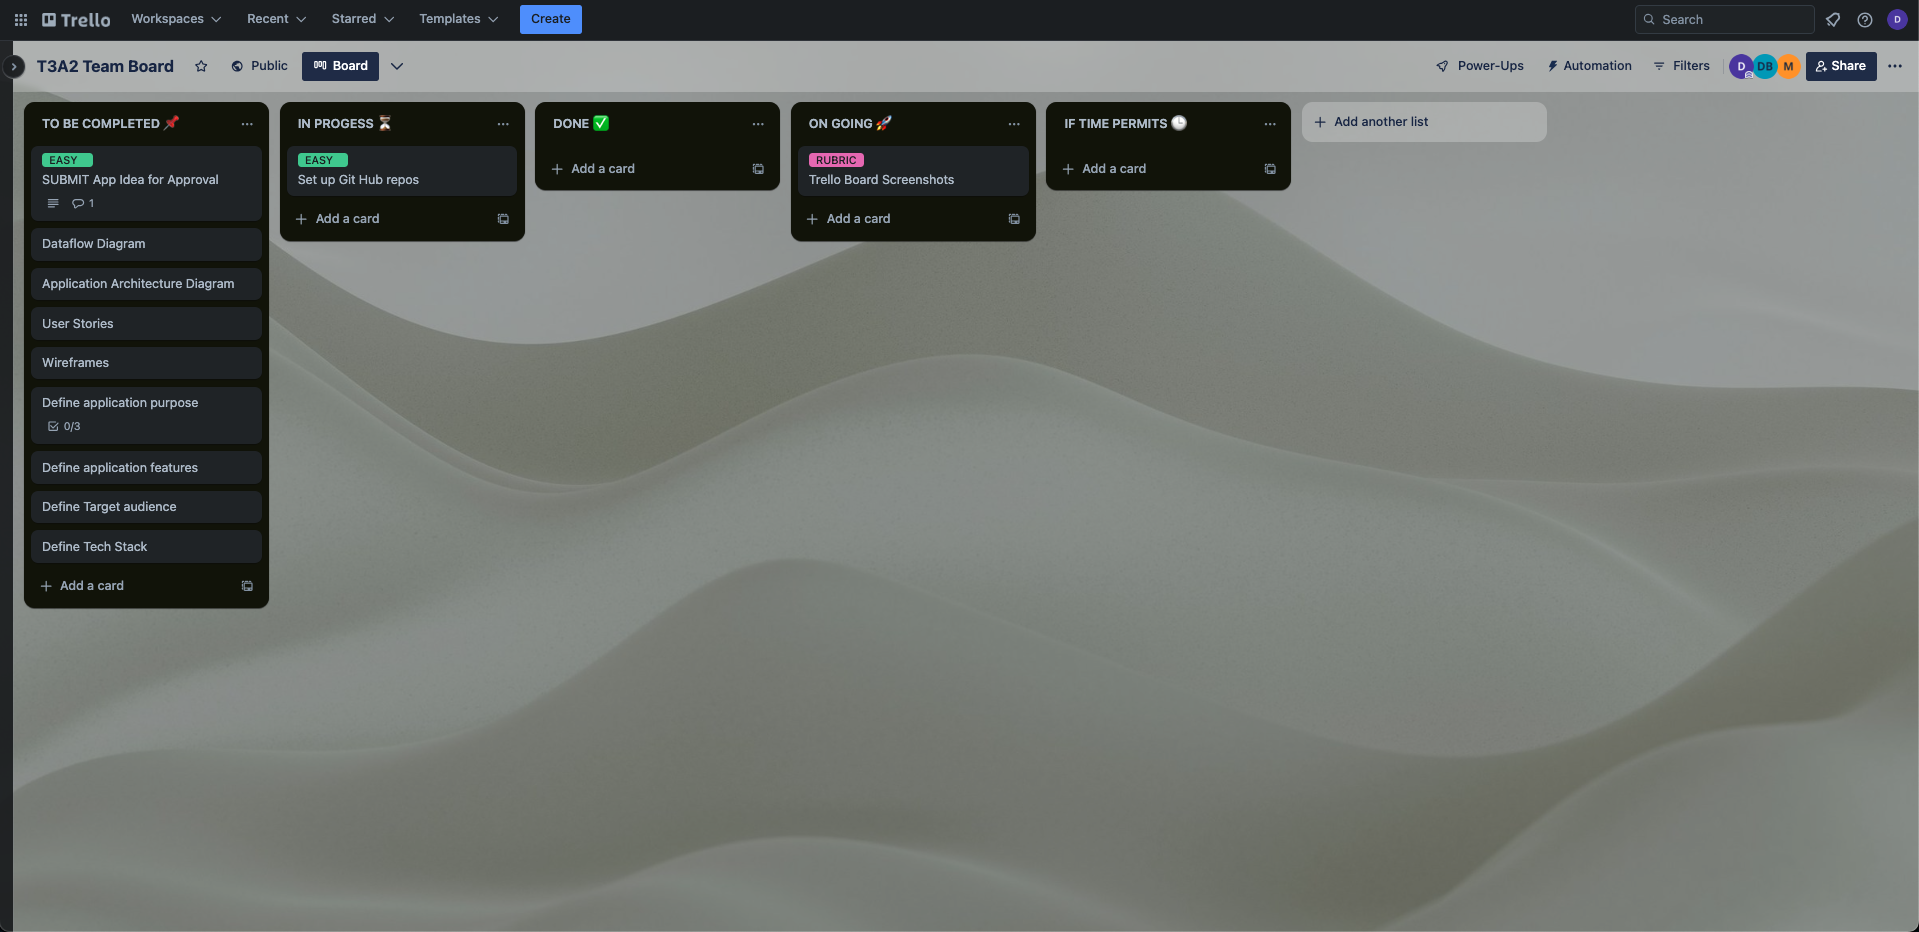 Trello Workspaces Recent Starred Templates Create Search D
T3A2 Team Board Public Board Power-Ups Automation Filters D DB M Share
TO BE COMPLETED 📌
EASY
SUBMIT App Idea for Approval
1
Dataflow Diagram
Application Architecture Diagram
User Stories
Wireframes
Define application purpose
0/3
Define application features
Define Target audience
Define Tech Stack
+ Add a card
IN PROGESS ⏳
EASY
Set up Git Hub repos
+ Add a card
DONE ✅
+ Add a card
ON GOING 🚀
RUBRIC
Trello Board Screenshots
+ Add a card
IF TIME PERMITS 🕒
+ Add a card
+ Add another list